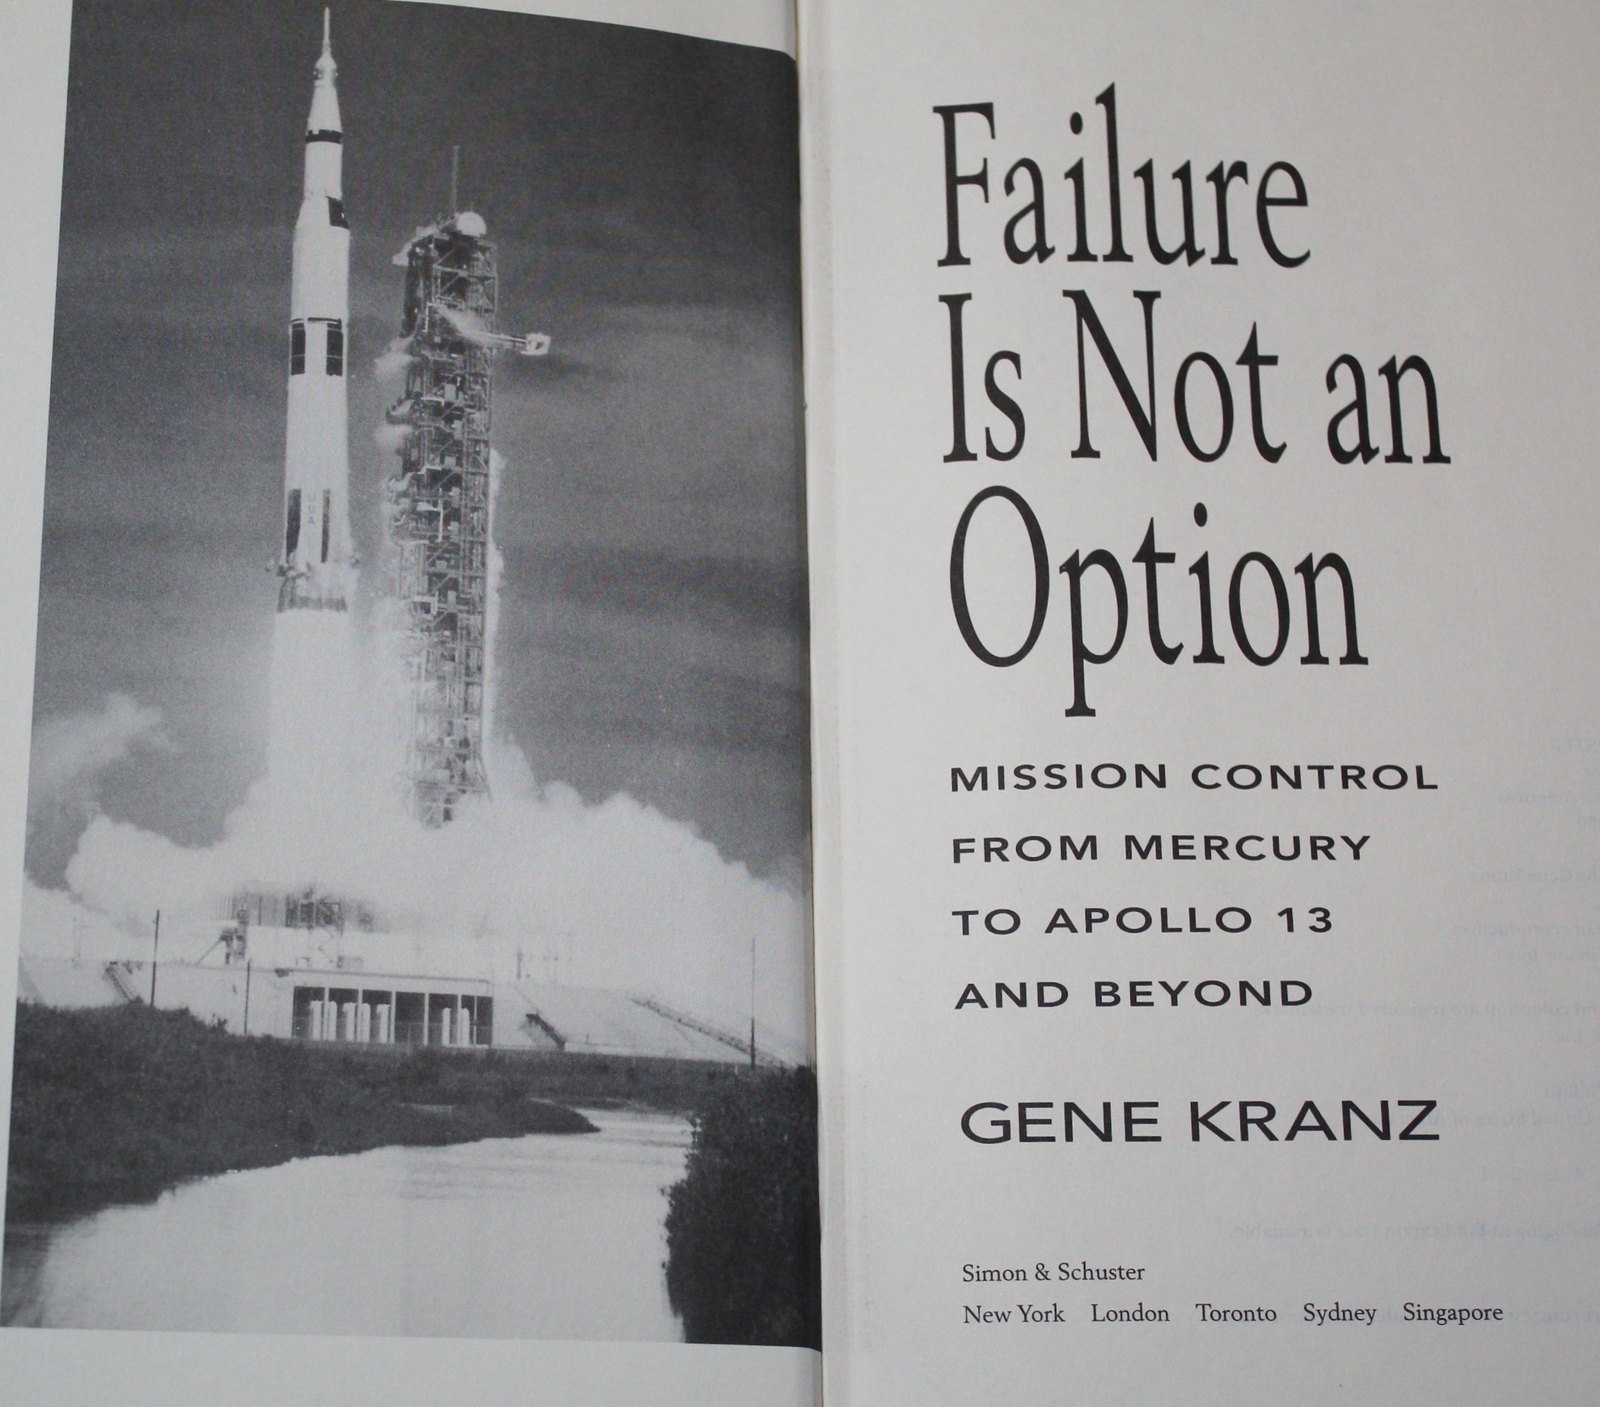 USA
Failure
Is Not an
Option
MISSION CONTROL
FROM MERCURY
TO APOLLO 13
AND BEYOND
GENE KRANZ
Simon & Schuster
New York London Toronto Sydney Singapore